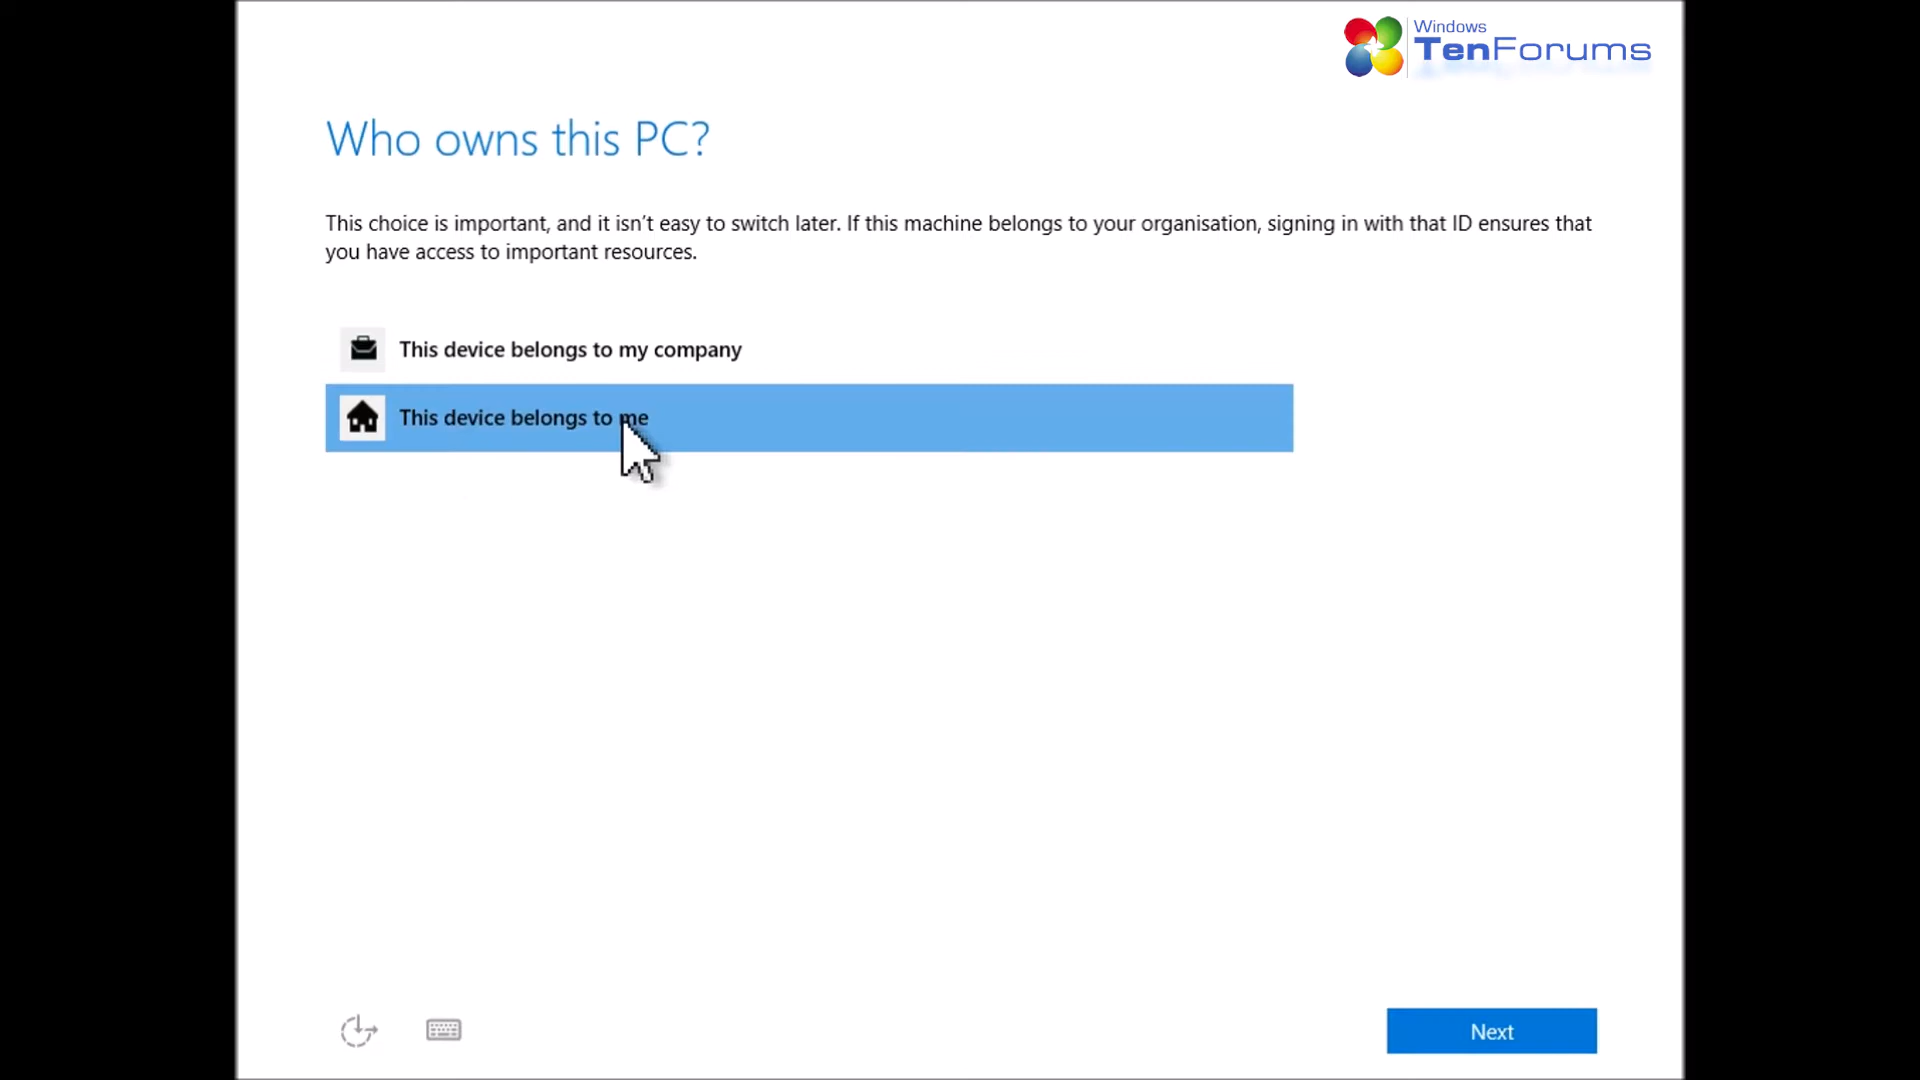 Windows
TenForums
Who owns this PC?
This choice is important, and it isn't easy to switch later. If this machine belongs to your organisation, signing in with that ID ensures that
you have access to important resources.
This device belongs to my company
This device belongs to me
Next